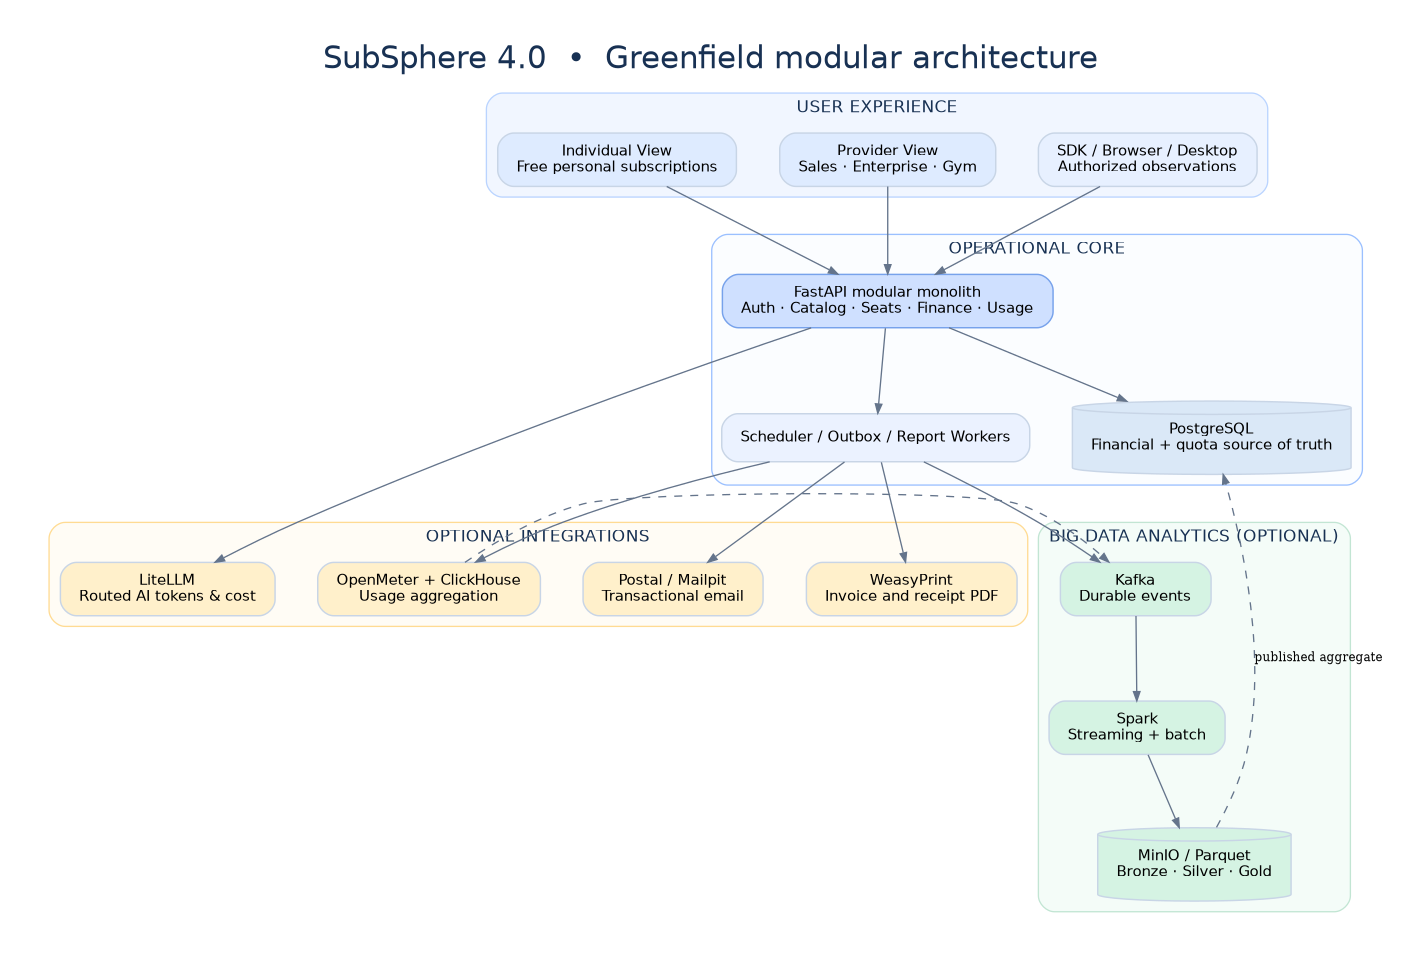 SubSphere 4.0 • Greenfield modular architecture
USER EXPERIENCE
Individual View
Free personal subscriptions
Provider View
Sales · Enterprise · Gym
SDK / Browser / Desktop
Authorized observations
OPERATIONAL CORE
FastAPI modular monolith
Auth · Catalog · Seats · Finance · Usage
Scheduler / Outbox / Report Workers
PostgreSQL
Financial + quota source of truth
OPTIONAL INTEGRATIONS
LiteLLM
Routed AI tokens & cost
OpenMeter + ClickHouse
Usage aggregation
Postal / Mailpit
Transactional email
WeasyPrint
Invoice and receipt PDF
BIG DATA ANALYTICS (OPTIONAL)
Kafka
Durable events
published aggregate
Spark
Streaming + batch
MinIO / Parquet
Bronze · Silver · Gold